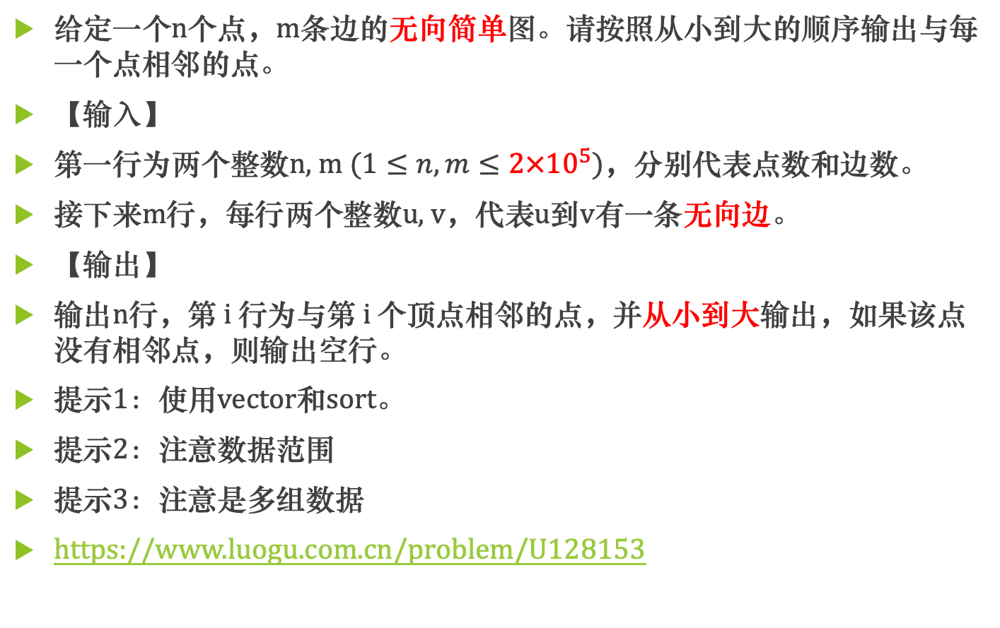 给定一个n个点，m条边的无向简单图。请按照从小到大的顺序输出与每
一个点相邻的点。
【输入】
第一行为两个整数n, m (1 ≤ n, m ≤ 2×10⁵)，分别代表点数和边数。
接下来m行，每行两个整数u, v，代表u到v有一条无向边。
【输出】
输出n行，第 i 行为与第 i 个顶点相邻的点，并从小到大输出，如果该点
没有相邻点，则输出空行。
提示1：使用vector和sort。
提示2：注意数据范围
提示3：注意是多组数据
https://www.luogu.com.cn/problem/U128153